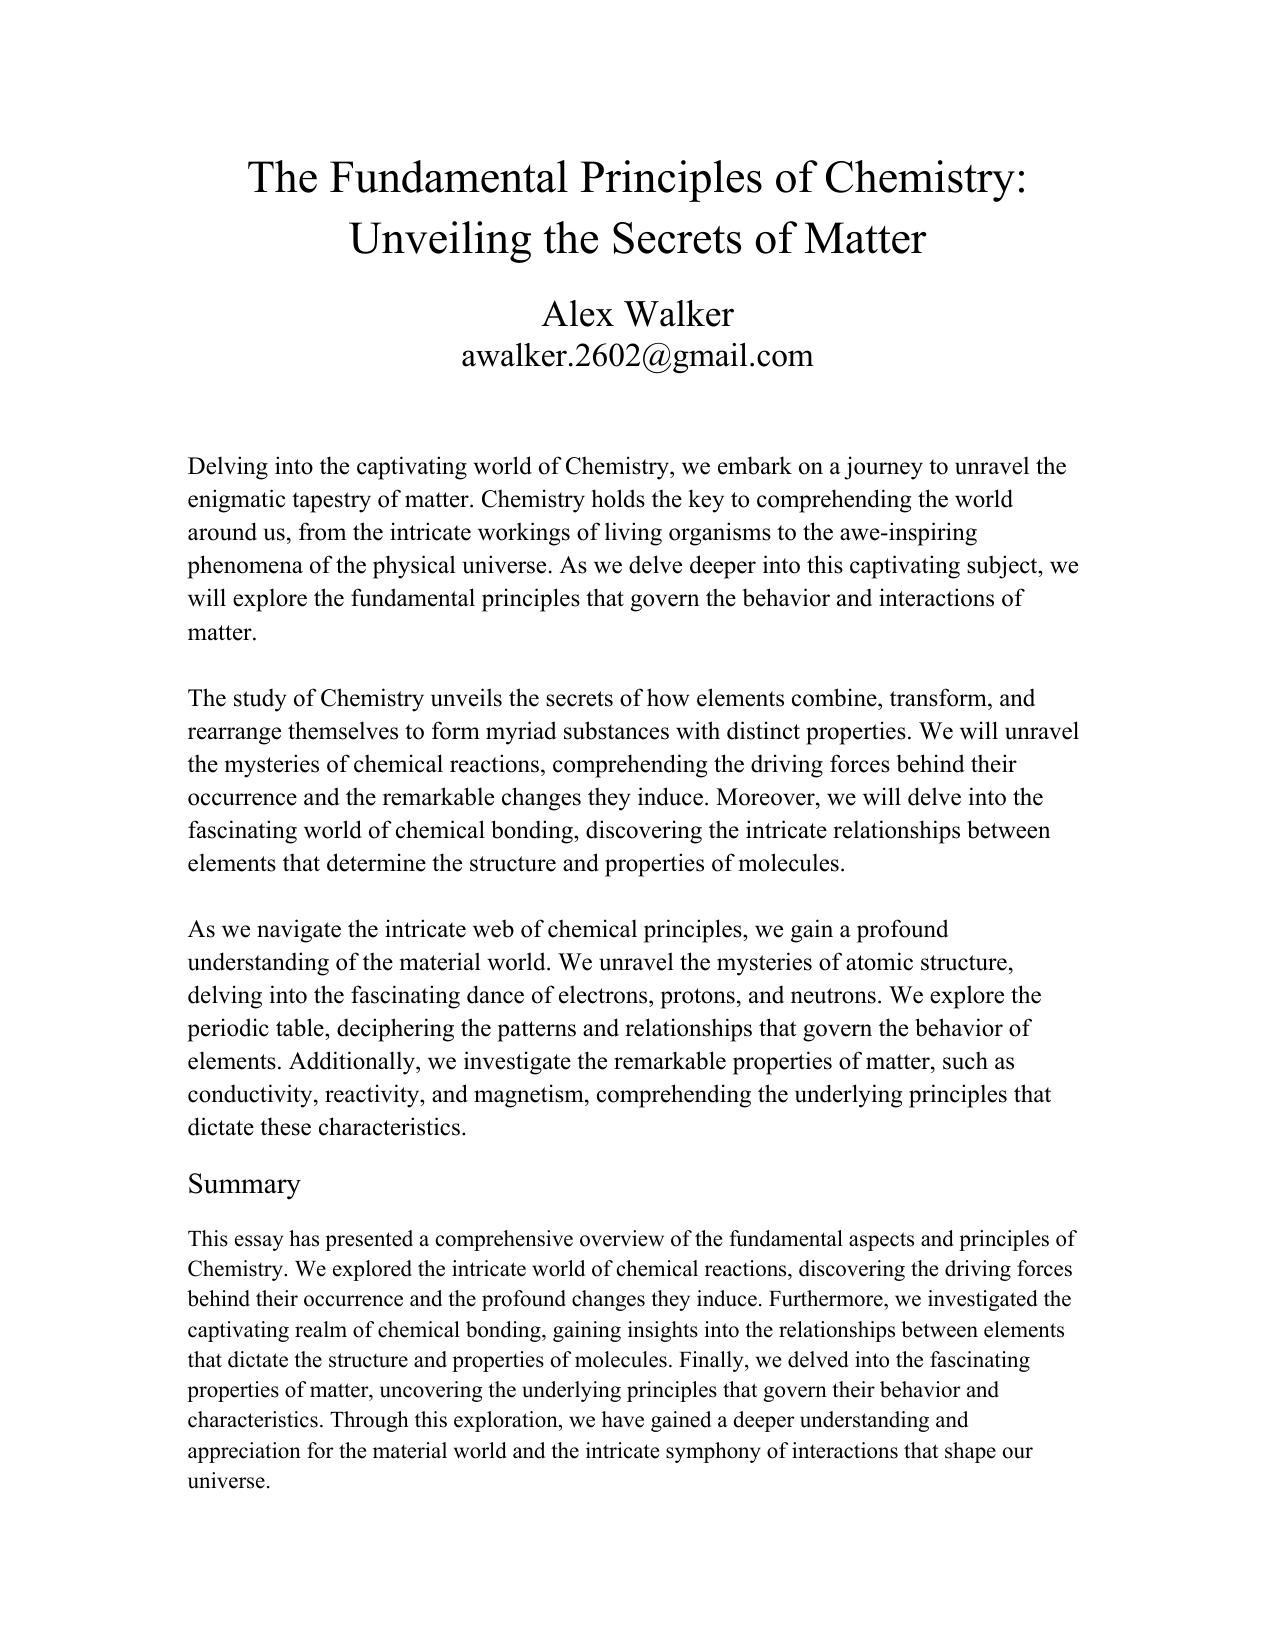 The Fundamental Principles of Chemistry:
Unveiling the Secrets of Matter
Alex Walker
awalker.2602@gmail.com
Delving into the captivating world of Chemistry, we embark on a journey to unravel the
enigmatic tapestry of matter. Chemistry holds the key to comprehending the world
around us, from the intricate workings of living organisms to the awe-inspiring
phenomena of the physical universe. As we delve deeper into this captivating subject, we
will explore the fundamental principles that govern the behavior and interactions of
matter.
The study of Chemistry unveils the secrets of how elements combine, transform, and
rearrange themselves to form myriad substances with distinct properties. We will unravel
the mysteries of chemical reactions, comprehending the driving forces behind their
occurrence and the remarkable changes they induce. Moreover, we will delve into the
fascinating world of chemical bonding, discovering the intricate relationships between
elements that determine the structure and properties of molecules.
As we navigate the intricate web of chemical principles, we gain a profound
understanding of the material world. We unravel the mysteries of atomic structure,
delving into the fascinating dance of electrons, protons, and neutrons. We explore the
periodic table, deciphering the patterns and relationships that govern the behavior of
elements. Additionally, we investigate the remarkable properties of matter, such as
conductivity, reactivity, and magnetism, comprehending the underlying principles that
dictate these characteristics.
Summary
This essay has presented a comprehensive overview of the fundamental aspects and principles of
Chemistry. We explored the intricate world of chemical reactions, discovering the driving forces
behind their occurrence and the profound changes they induce. Furthermore, we investigated the
captivating realm of chemical bonding, gaining insights into the relationships between elements
that dictate the structure and properties of molecules. Finally, we delved into the fascinating
properties of matter, uncovering the underlying principles that govern their behavior and
characteristics. Through this exploration, we have gained a deeper understanding and
appreciation for the material world and the intricate symphony of interactions that shape our
universe.